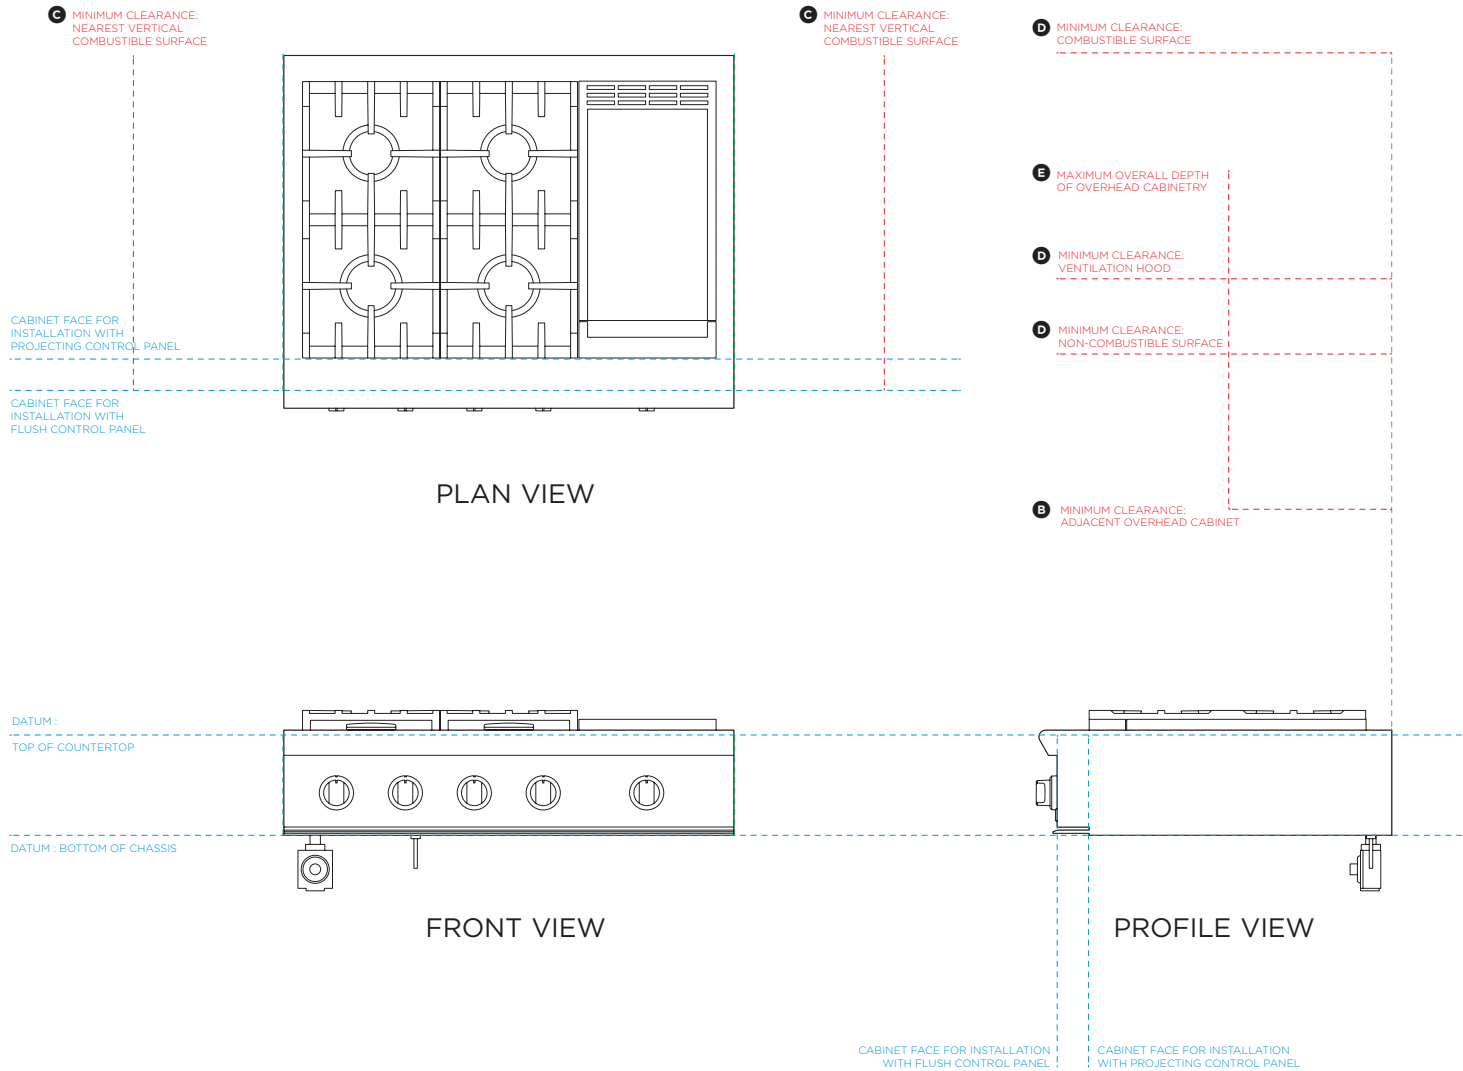 C MINIMUM CLEARANCE:
NEAREST VERTICAL
COMBUSTIBLE SURFACE
C MINIMUM CLEARANCE:
NEAREST VERTICAL
COMBUSTIBLE SURFACE
D MINIMUM CLEARANCE:
COMBUSTIBLE SURFACE
E MAXIMUM OVERALL DEPTH
OF OVERHEAD CABINETRY
D MINIMUM CLEARANCE:
VENTILATION HOOD
D MINIMUM CLEARANCE:
NON-COMBUSTIBLE SURFACE
CABINET FACE FOR
INSTALLATION WITH
PROJECTING CONTROL PANEL
CABINET FACE FOR
INSTALLATION WITH
FLUSH CONTROL PANEL
PLAN VIEW
B MINIMUM CLEARANCE:
ADJACENT OVERHEAD CABINET
DATUM :
TOP OF COUNTERTOP
DATUM : BOTTOM OF CHASSIS
FRONT VIEW
PROFILE VIEW
CABINET FACE FOR INSTALLATION
WITH FLUSH CONTROL PANEL
CABINET FACE FOR INSTALLATION
WITH PROJECTING CONTROL PANEL